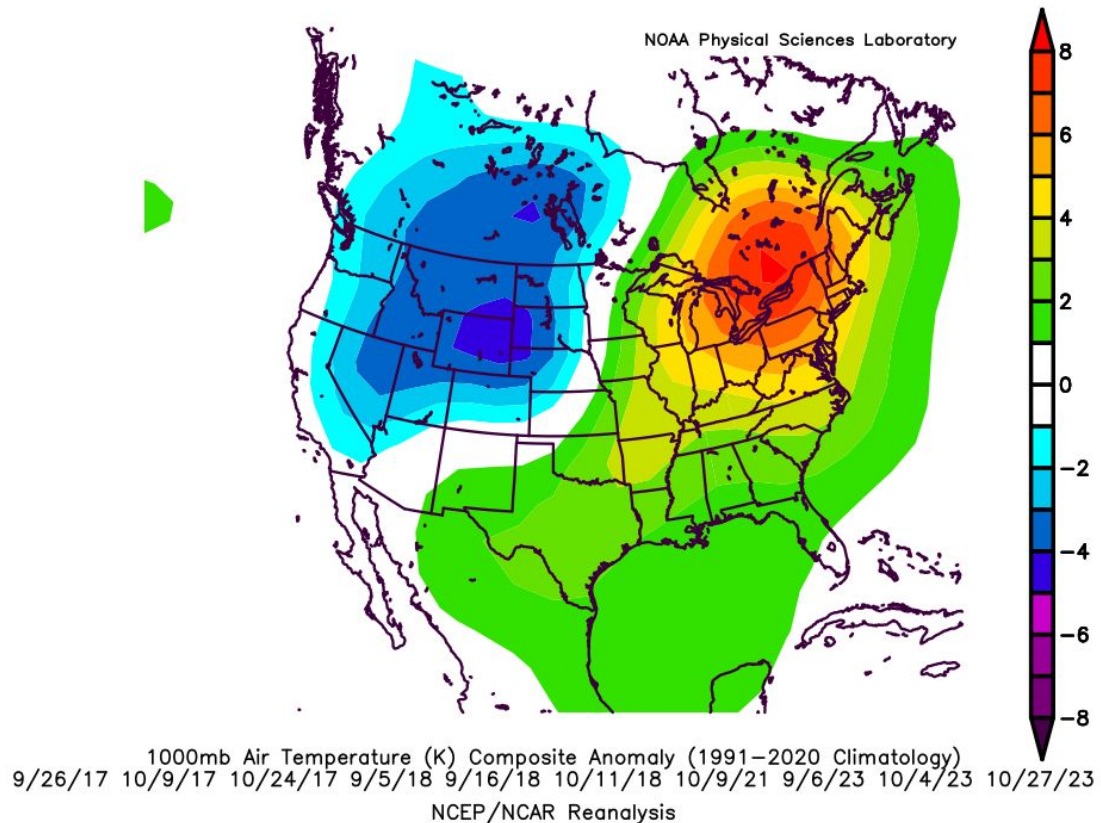 NOAA Physical Sciences Laboratory
8
6
4
2
0
-2
-4
-6
-8
1000mb Air Temperature (K) Composite Anomaly (1991-2020 Climatology)
9/26/17 10/9/17 10/24/17 9/5/18 9/16/18 10/11/18 10/9/21 9/6/23 10/4/23 10/27/23
NCEP/NCAR Reanalysis